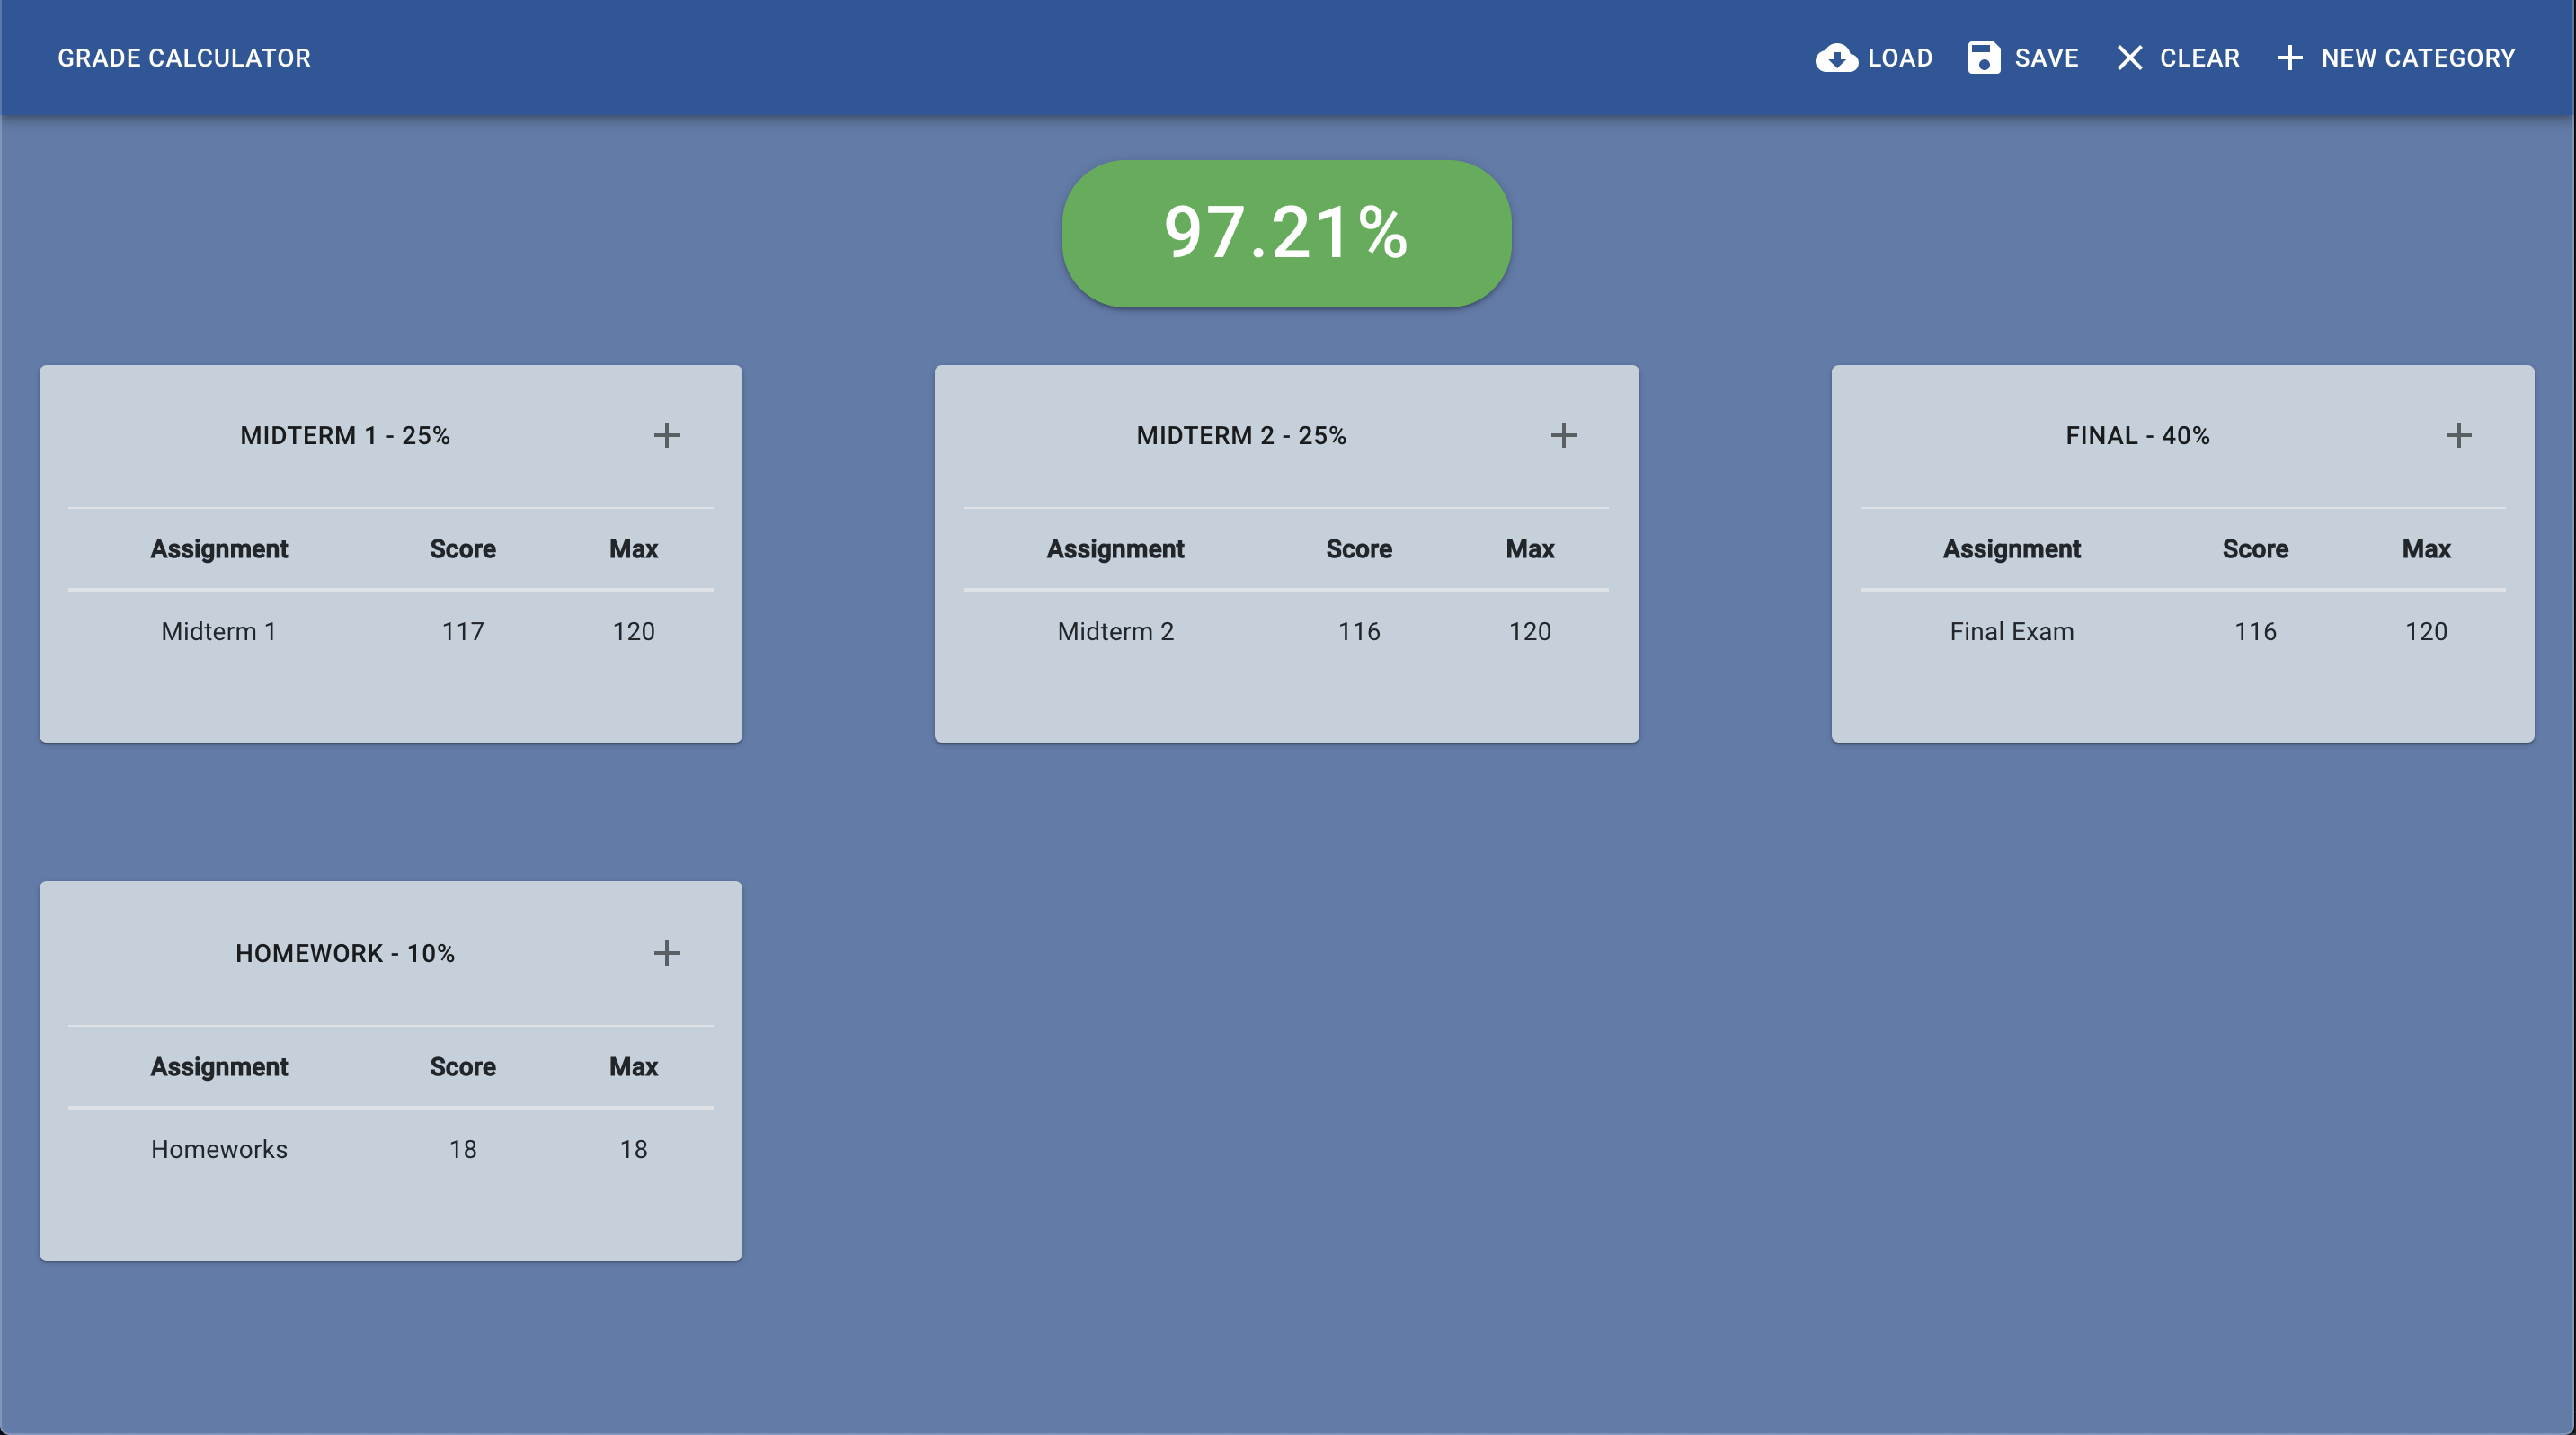 GRADE CALCULATOR
LOAD SAVE CLEAR NEW CATEGORY
97.21%
MIDTERM 1 - 25%
Assignment Score Max
Midterm 1 117 120
MIDTERM 2 - 25%
Assignment Score Max
Midterm 2 116 120
FINAL - 40%
Assignment Score Max
Final Exam 116 120
HOMEWORK - 10%
Assignment Score Max
Homeworks 18 18